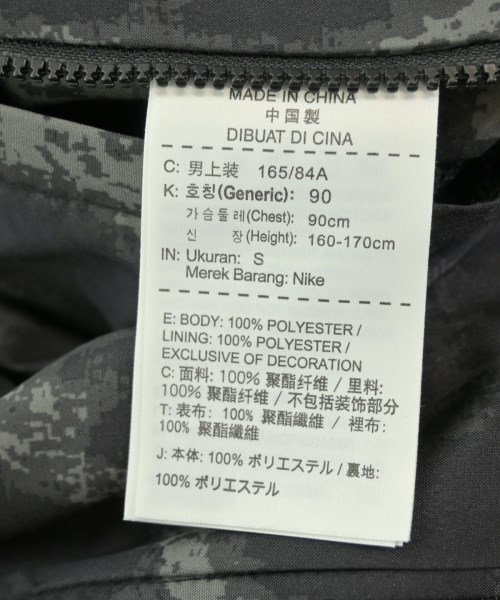 MADE IN CHINA
中国製
DIBUAT DI CINA
C: 男上装 165/84A
K: 호칭(Generic): 90
가슴둘레(Chest): 90cm
신 장(Height): 160-170cm
IN: Ukuran: S
Merek Barang: Nike
E: BODY: 100% POLYESTER /
LINING: 100% POLYESTER /
EXCLUSIVE OF DECORATION
C: 面料: 100% 聚酯纤维 / 里料:
100% 聚酯纤维 / 不包括装饰部分
T: 表布: 100% 聚酯纖維 / 裡布:
100% 聚酯纖維
J: 本体: 100% ポリエステル / 裏地:
100% ポリエステル